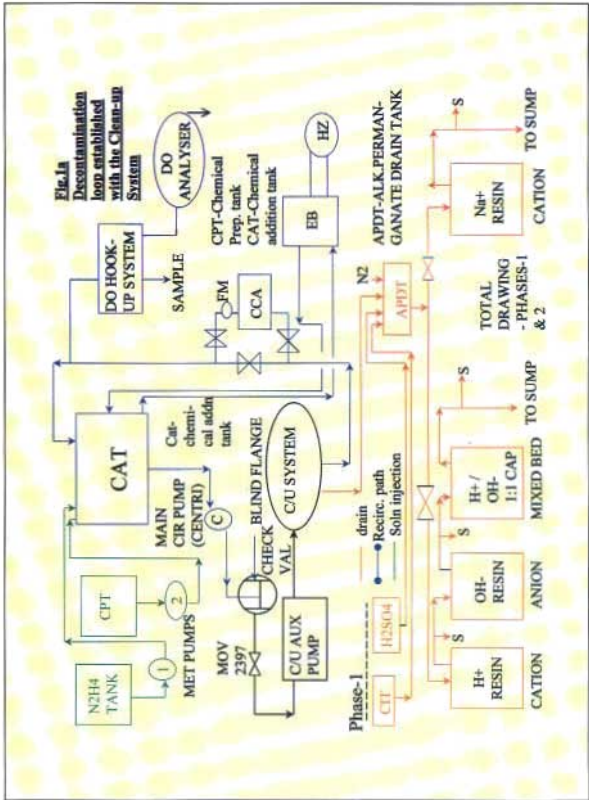 Fig.1a
Decontamination
loop established
with the Clean-up
System
N2H4
TANK
CPT
1
2
MET PUMPS
CAT
Cat-
chemi-
cal addn
tank
MAIN
CIR PUMP
(CENTRI)
C
DO HOOK-
UP SYSTEM
SAMPLE
DO
ANALYSER
FM
CCA
CPT-Chemical
Prep. tank
CAT-Chemical
addition tank
EB
HZ
MOV
2397
CHECK
VAL
BLIND FLANGE
C/U AUX
PUMP
C/U SYSTEM
Phase-1
CTT
H2SO4
drain
Recirc. path
Soln injection
N2
APDT
APDT-ALK.PERMAN-
GANATE DRAIN TANK
H+
RESIN
CATION
S
OH-
RESIN
ANION
S
H+ /
OH-
1:1 CAP
MIXED BED
S
TO SUMP
TOTAL
DRAWING
- PHASES-1
& 2
Na+
RESIN
CATION
S
TO SUMP